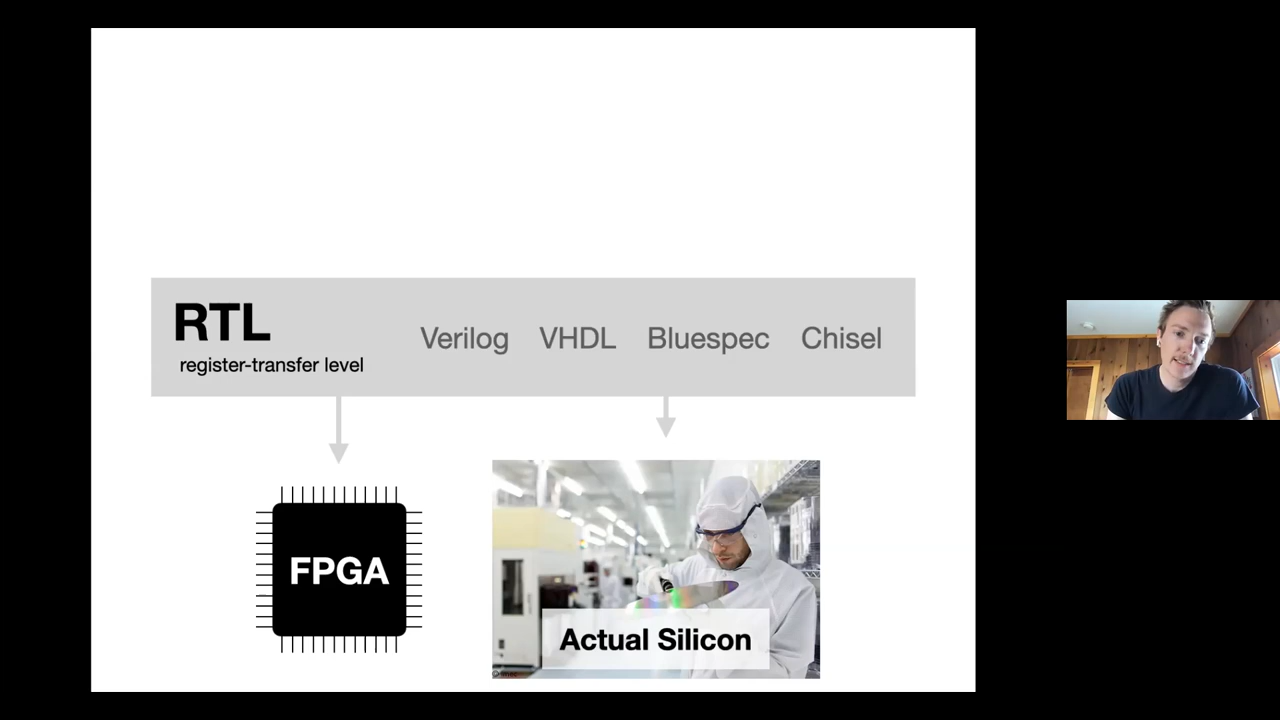 RTL
register-transfer level
Verilog VHDL Bluespec Chisel
FPGA
Actual Silicon